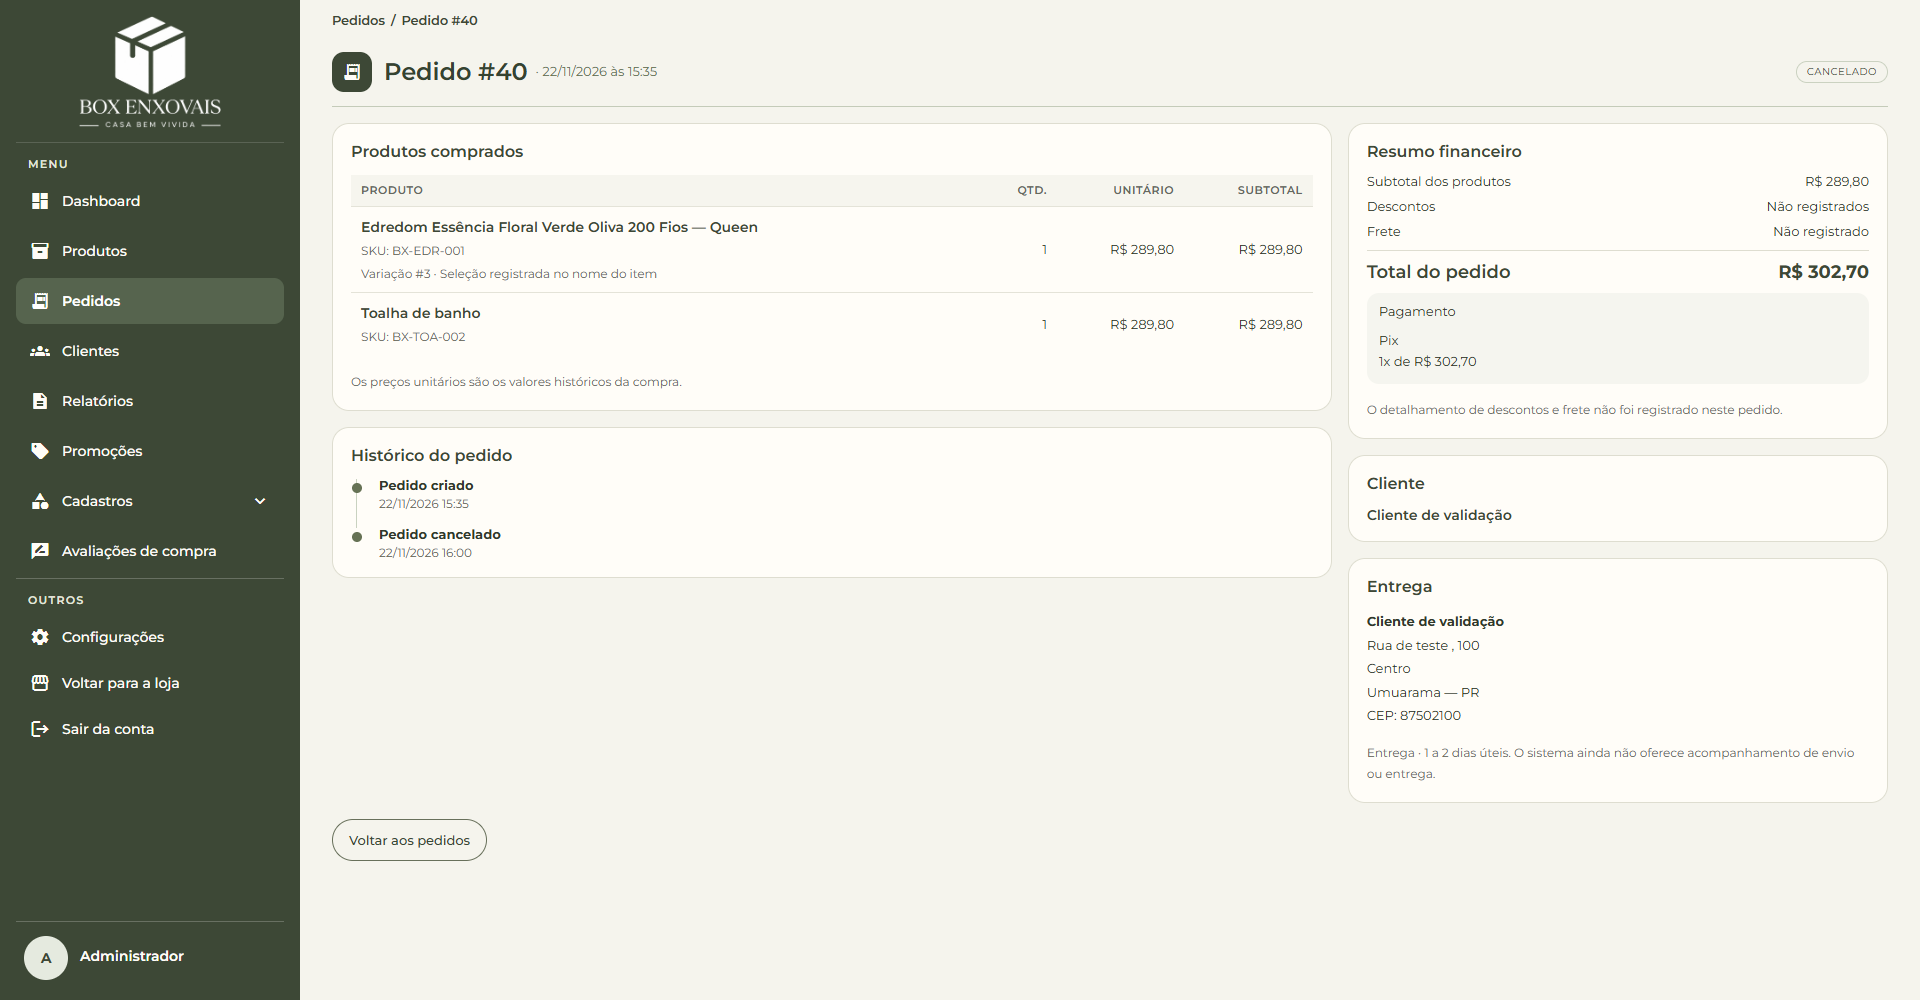 BOX ENXOVAIS
CASA BEM VIVIDA
MENU
Dashboard
Produtos
Pedidos
Clientes
Relatórios
Promoções
Cadastros
Avaliações de compra
OUTROS
Configurações
Voltar para a loja
Sair da conta
A Administrador
Pedidos / Pedido #40
Pedido #40 · 22/11/2026 às 15:35
CANCELADO
Produtos comprados
PRODUTO QTD. UNITÁRIO SUBTOTAL
Edredom Essência Floral Verde Oliva 200 Fios — Queen
SKU: BX-EDR-001
1 R$ 289,80 R$ 289,80
Variação #3 · Seleção registrada no nome do item
Toalha de banho
1 R$ 289,80 R$ 289,80
SKU: BX-TOA-002
Os preços unitários são os valores históricos da compra.
Histórico do pedido
Pedido criado
22/11/2026 15:35
Pedido cancelado
22/11/2026 16:00
Resumo financeiro
Subtotal dos produtos R$ 289,80
Descontos Não registrados
Frete Não registrado
Total do pedido R$ 302,70
Pagamento
Pix
1x de R$ 302,70
O detalhamento de descontos e frete não foi registrado neste pedido.
Cliente
Cliente de validação
Entrega
Cliente de validação
Rua de teste , 100
Centro
Umuarama — PR
CEP: 87502100
Entrega · 1 a 2 dias úteis. O sistema ainda não oferece acompanhamento de envio
ou entrega.
Voltar aos pedidos